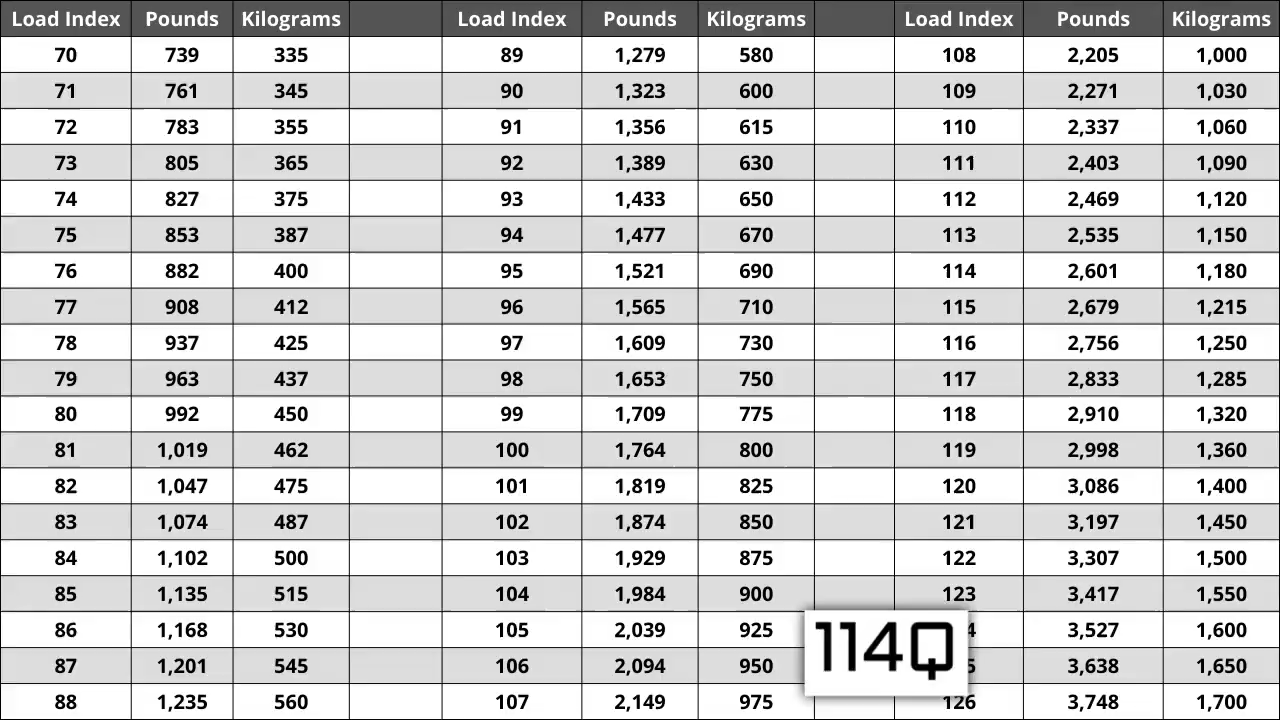 Load Index Pounds Kilograms Load Index Pounds Kilograms Load Index Pounds Kilograms
70 739 335 89 1,279 580 108 2,205 1,000
71 761 345 90 1,323 600 109 2,271 1,030
72 783 355 91 1,356 615 110 2,337 1,060
73 805 365 92 1,389 630 111 2,403 1,090
74 827 375 93 1,433 650 112 2,469 1,120
75 853 387 94 1,477 670 113 2,535 1,150
76 882 400 95 1,521 690 114 2,601 1,180
77 908 412 96 1,565 710 115 2,679 1,215
78 937 425 97 1,609 730 116 2,756 1,250
79 963 437 98 1,653 750 117 2,833 1,285
80 992 450 99 1,709 775 118 2,910 1,320
81 1,019 462 100 1,764 800 119 2,998 1,360
82 1,047 475 101 1,819 825 120 3,086 1,400
83 1,074 487 102 1,874 850 121 3,197 1,450
84 1,102 500 103 1,929 875 122 3,307 1,500
85 1,135 515 104 1,984 900 123 3,417 1,550
86 1,168 530 105 2,039 925 4 3,527 1,600
87 1,201 545 106 2,094 950 5 3,638 1,650
88 1,235 560 107 2,149 975 126 3,748 1,700
114Q